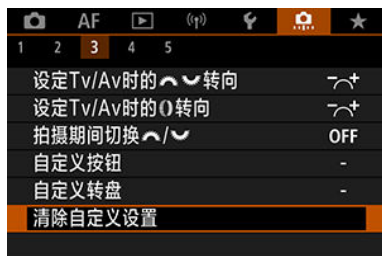 AF
1 2 3 4 5
设定Tv/Av时的转向 -+
设定Tv/Av时的()转向 -+
拍摄期间切换/ OFF
自定义按钮 -
自定义转盘 -
清除自定义设置